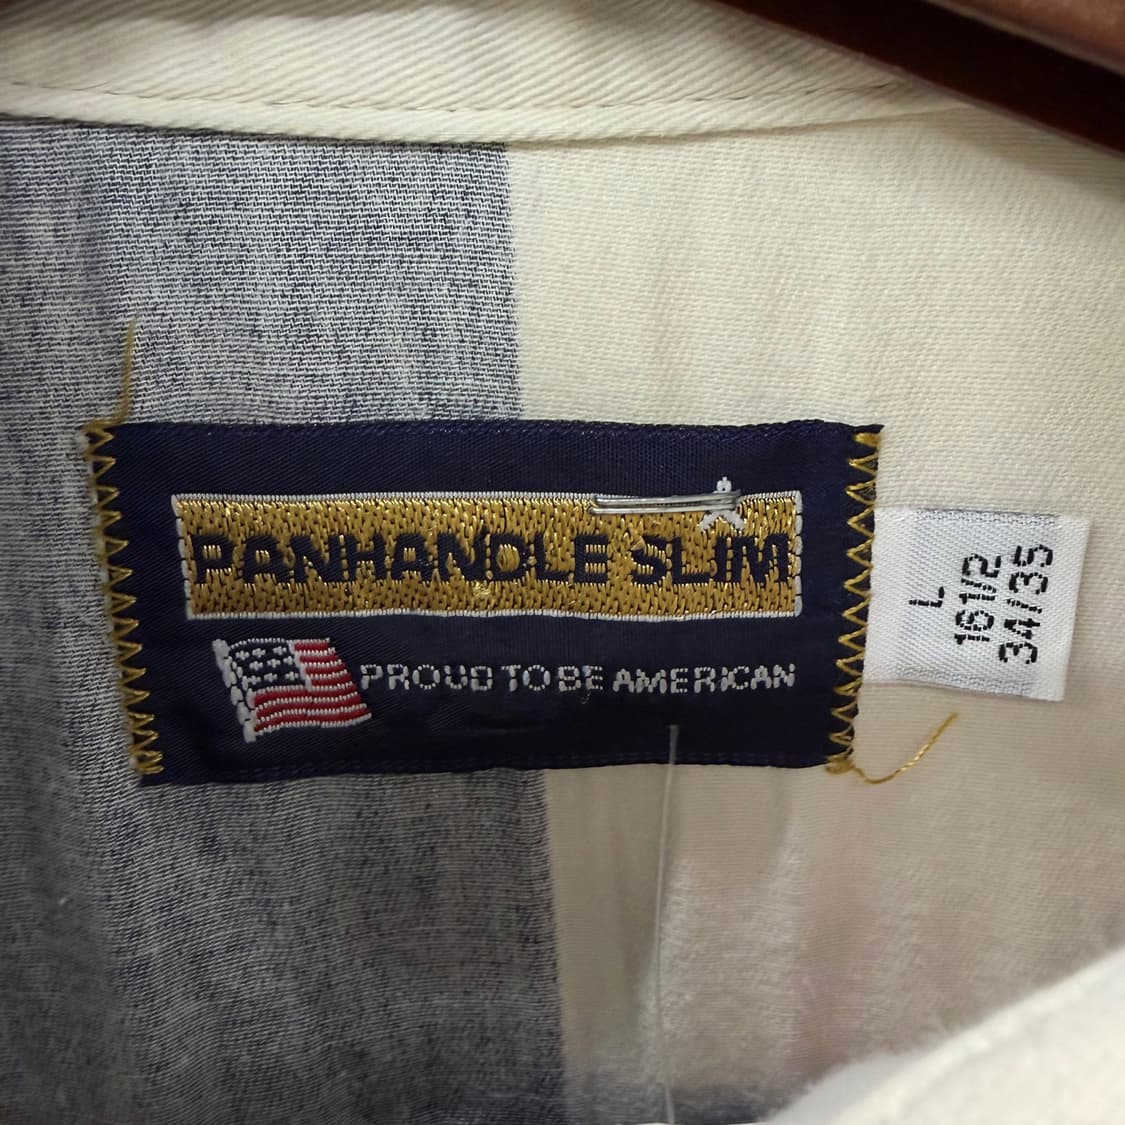 PANHANDLE SLIM
PROUD TO BE AMERICAN
L
16 1/2
34/35